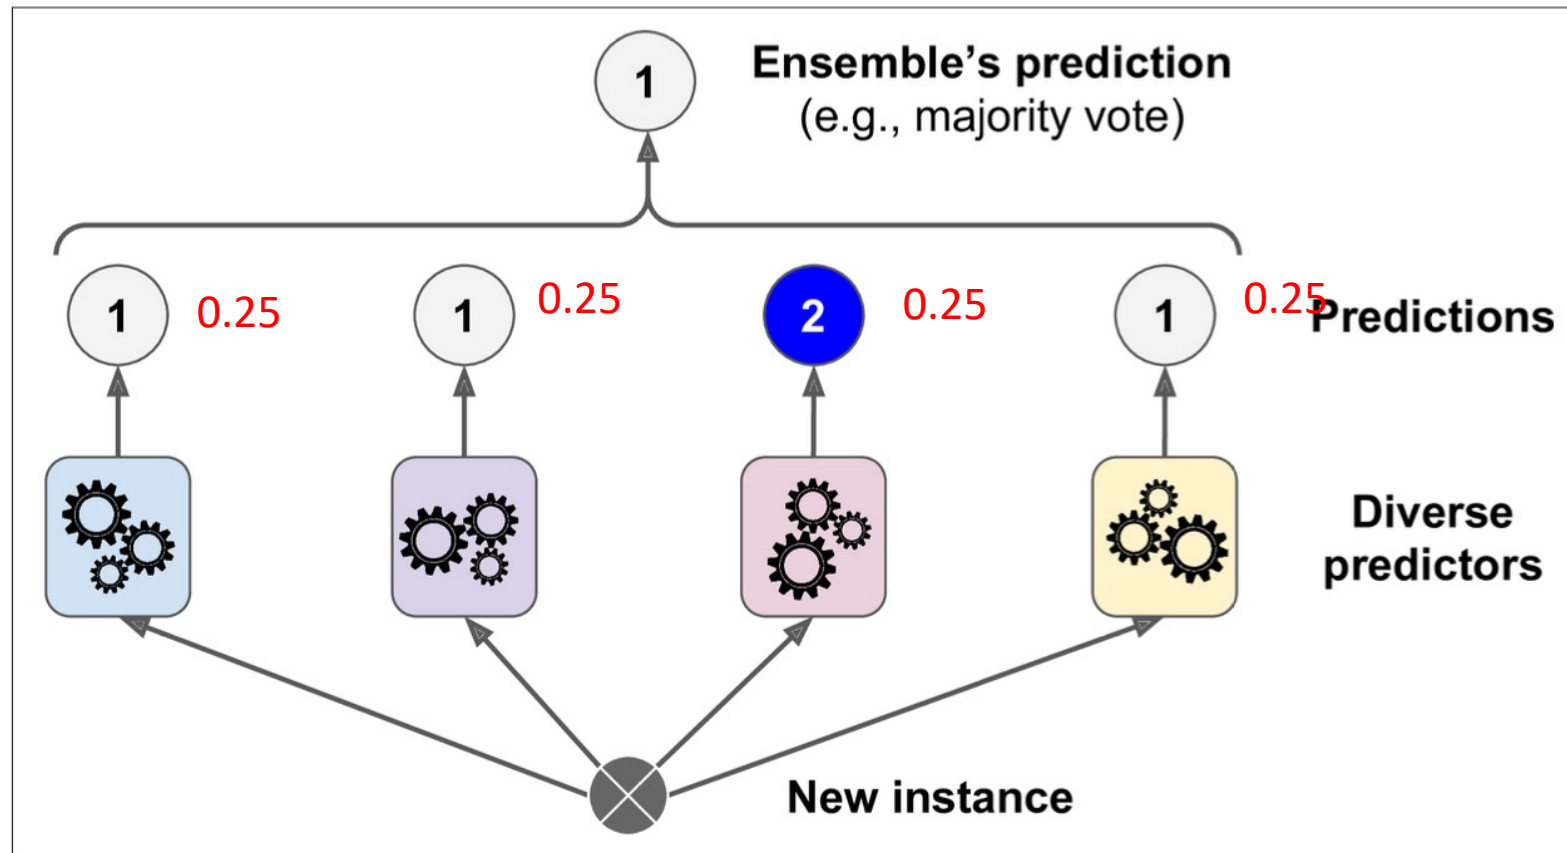 1
Ensemble's prediction
(e.g., majority vote)
1 0.25 1 0.25 2 0.25 1 0.25 Predictions
Diverse
predictors
New instance